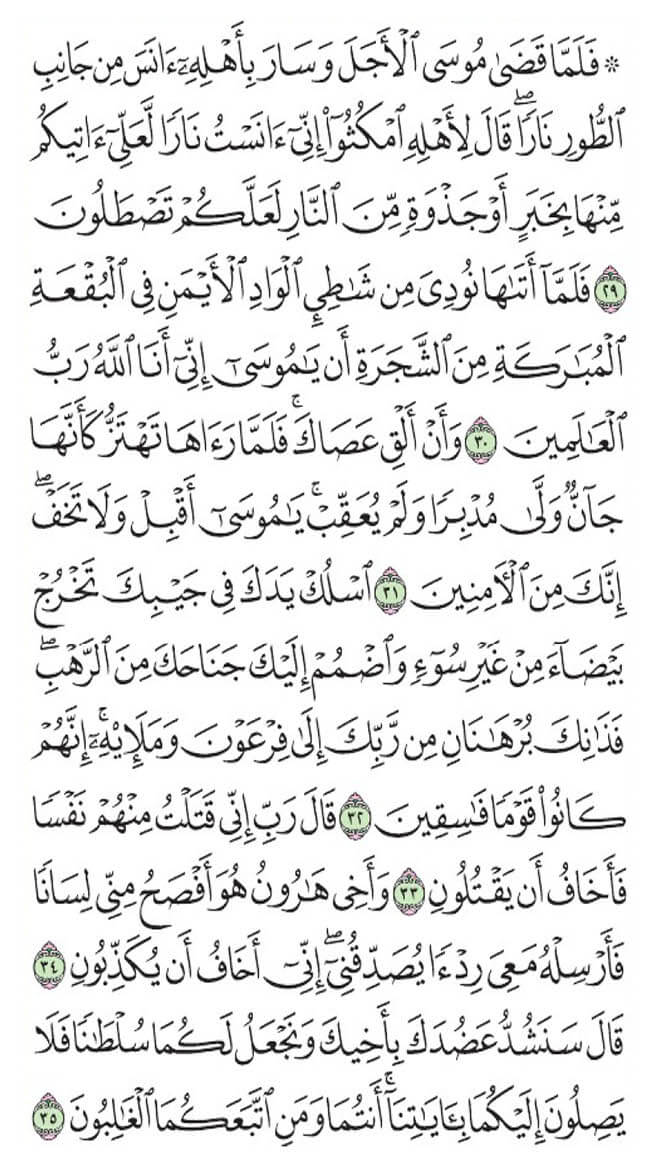 ۞ فَلَمَّا قَضَىٰ مُوسَى ٱلْأَجَلَ وَسَارَ بِأَهْلِهِۦٓ ءَانَسَ مِن جَانِبِ
ٱلطُّورِ نَارًاۖ قَالَ لِأَهْلِهِ ٱمْكُثُوٓا۟ إِنِّىٓ ءَانَسْتُ نَارًا لَّعَلِّىٓ ءَاتِيكُم
مِّنْهَا بِخَبَرٍ أَوْ جَذْوَةٍ مِّنَ ٱلنَّارِ لَعَلَّكُمْ تَصْطَلُونَ
٢٩ فَلَمَّآ أَتَىٰهَا نُودِىَ مِن شَٰطِئِ ٱلْوَادِ ٱلْأَيْمَنِ فِى ٱلْبُقْعَةِ
ٱلْمُبَٰرَكَةِ مِنَ ٱلشَّجَرَةِ أَن يَٰمُوسَىٰٓ إِنِّىٓ أَنَا ٱللَّهُ رَبُّ
ٱلْعَٰلَمِينَ ٣٠ وَأَنْ أَلْقِ عَصَاكَۚ فَلَمَّا رَءَاهَا تَهْتَزُّ كَأَنَّهَا
جَآنٌّ وَلَّىٰ مُدْبِرًا وَلَمْ يُعَقِّبْۚ يَٰمُوسَىٰٓ أَقْبِلْ وَلَا تَخَفْۖ
إِنَّكَ مِنَ ٱلْءَامِنِينَ ٣١ ٱسْلُكْ يَدَكَ فِى جَيْبِكَ تَخْرُجْ
بَيْضَآءَ مِنْ غَيْرِ سُوٓءٍ وَٱضْمُمْ إِلَيْكَ جَنَاحَكَ مِنَ ٱلرَّهْبِۖ
فَذَٰنِكَ بُرْهَٰنَانِ مِن رَّبِّكَ إِلَىٰ فِرْعَوْنَ وَمَلَإِي۟هِۦٓۚ إِنَّهُمْ
كَانُوا۟ قَوْمًا فَٰسِقِينَ ٣٢ قَالَ رَبِّ إِنِّى قَتَلْتُ مِنْهُمْ نَفْسًا
فَأَخَافُ أَن يَقْتُلُونِ ٣٣ وَأَخِى هَٰرُونُ هُوَ أَفْصَحُ مِنِّى لِسَانًا
فَأَرْسِلْهُ مَعِىَ رِدْءًا يُصَدِّقُنِىٓۖ إِنِّىٓ أَخَافُ أَن يُكَذِّبُونِ ٣٤
قَالَ سَنَشُدُّ عَضُدَكَ بِأَخِيكَ وَنَجْعَلُ لَكُمَا سُلْطَٰنًا فَلَا
يَصِلُونَ إِلَيْكُمَا بِـَٔايَٰتِنَآۚ أَنتُمَا وَمَنِ ٱتَّبَعَكُمَا ٱلْغَٰلِبُونَ ٣٥